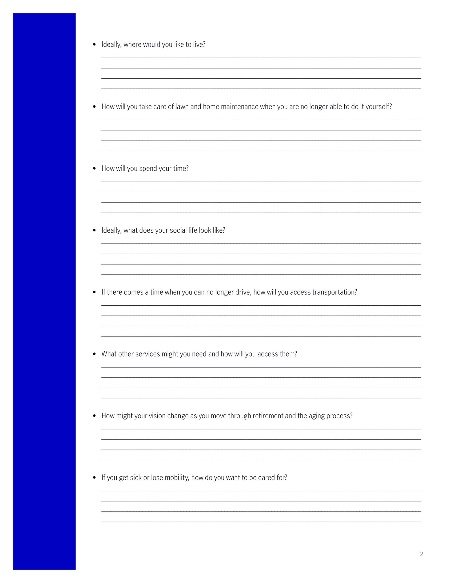 • Ideally, where would you like to live?
• How will you take care of lawn and home maintenance when you are no longer able to do it yourself?
• How will you spend your time?
• Ideally, what does your social life look like?
• If there comes a time when you can no longer drive, how will you access transportation?
• What other services might you need and how will you access them?
• How might your vision change as you move through retirement and the aging process?
• If you get sick or lose mobility, how do you want to be cared for?
2